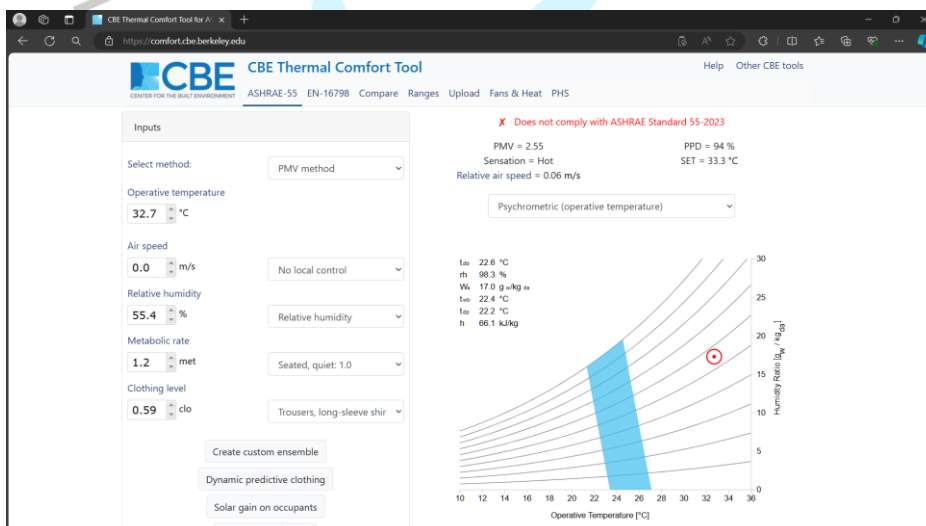 CBE Thermal Comfort Tool for A
https://comfort.cbe.berkeley.edu
CBE
CENTER FOR THE BUILT ENVIRONMENT
CBE Thermal Comfort Tool
Help Other CBE tools
ASHRAE-55 EN-16798 Compare Ranges Upload Fans & Heat PHS
Inputs
Select method:
PMV method
Operative temperature
32.7 °C
Air speed
0.0 m/s
No local control
Relative humidity
55.4 %
Relative humidity
Metabolic rate
1.2 met
Seated, quiet: 1.0
Clothing level
0.59 clo
Trousers, long-sleeve shir
Create custom ensemble
Dynamic predictive clothing
Solar gain on occupants
✗ Does not comply with ASHRAE Standard 55-2023
PMV = 2.55 PPD = 94 %
Sensation = Hot SET = 33.3 °C
Relative air speed = 0.06 m/s
Psychrometric (operative temperature)
t db 22.6 °C
rh 98.3 %
Wa 17.0 g w/kg da
t wb 22.4 °C
t dp 22.2 °C
h 66.1 kJ/kg
30
25
20
15
10
5
0
Humidity Ratio [gw / kgda]
10 12 14 16 18 20 22 24 26 28 30 32 34 36
Operative Temperature [°C]